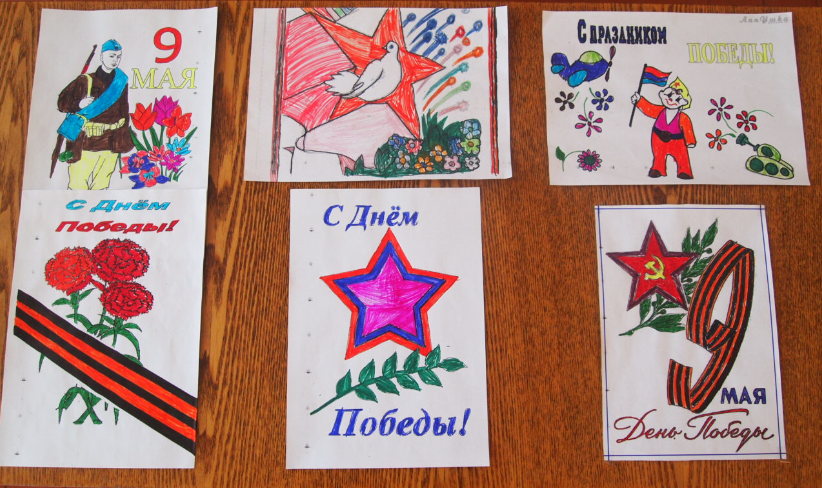 9
МАЯ
С ПРАЗДНИКОМ
ПОБЕДЫ!
С Днём
Победы!
С Днём
Победы!
9
МАЯ
День Победы